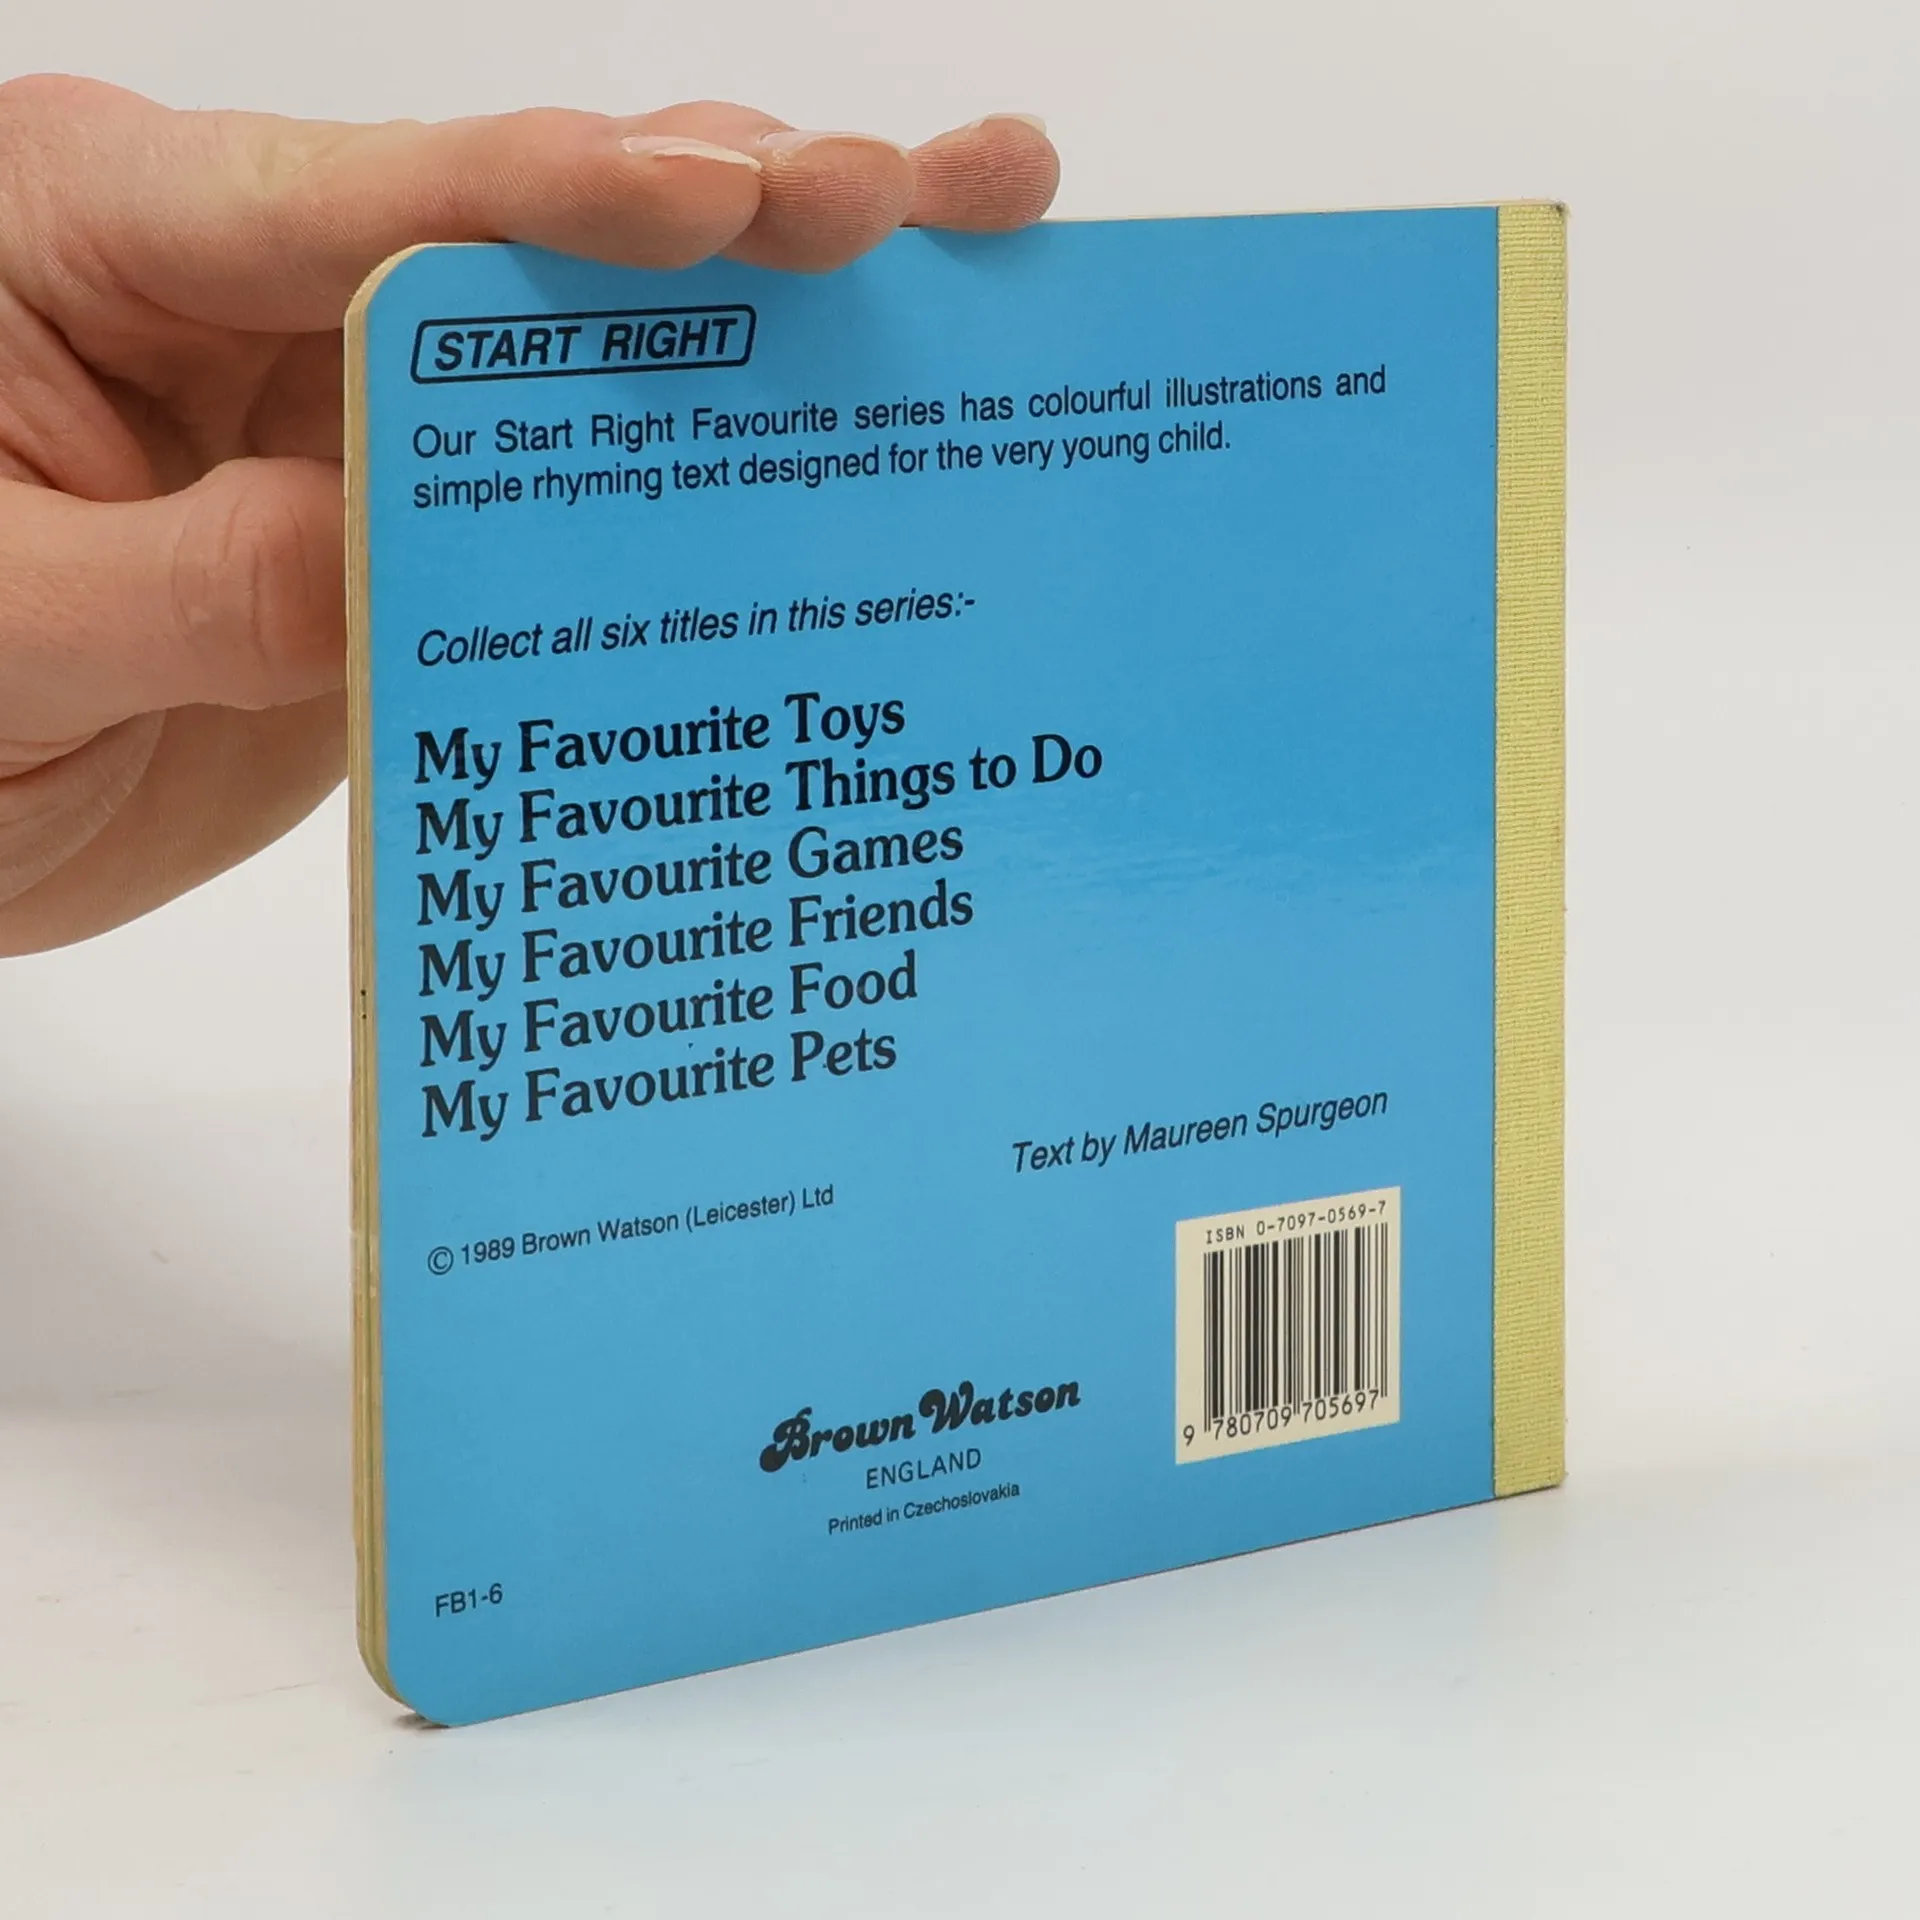 START RIGHT
Our Start Right Favourite series has colourful illustrations and
simple rhyming text designed for the very young child.
Collect all six titles in this series:-
My Favourite Toys
My Favourite Things to Do
My Favourite Games
My Favourite Friends
My Favourite Food
My Favourite Pets
Text by Maureen Spurgeon
© 1989 Brown Watson (Leicester) Ltd
ISBN 0-7097-0569-7
9 780709 705697
Brown Watson
ENGLAND
Printed in Czechoslovakia
FB1-6